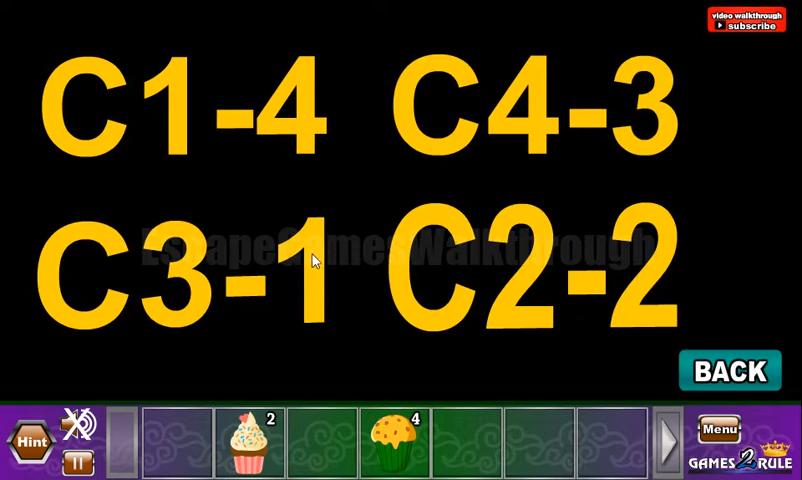 video walkthrough
subscribe
C1-4 C4-3
EscapeGamesWalkthrough
C3-1 C2-2
BACK
2 4
Hint
Menu
GAMES2RULE